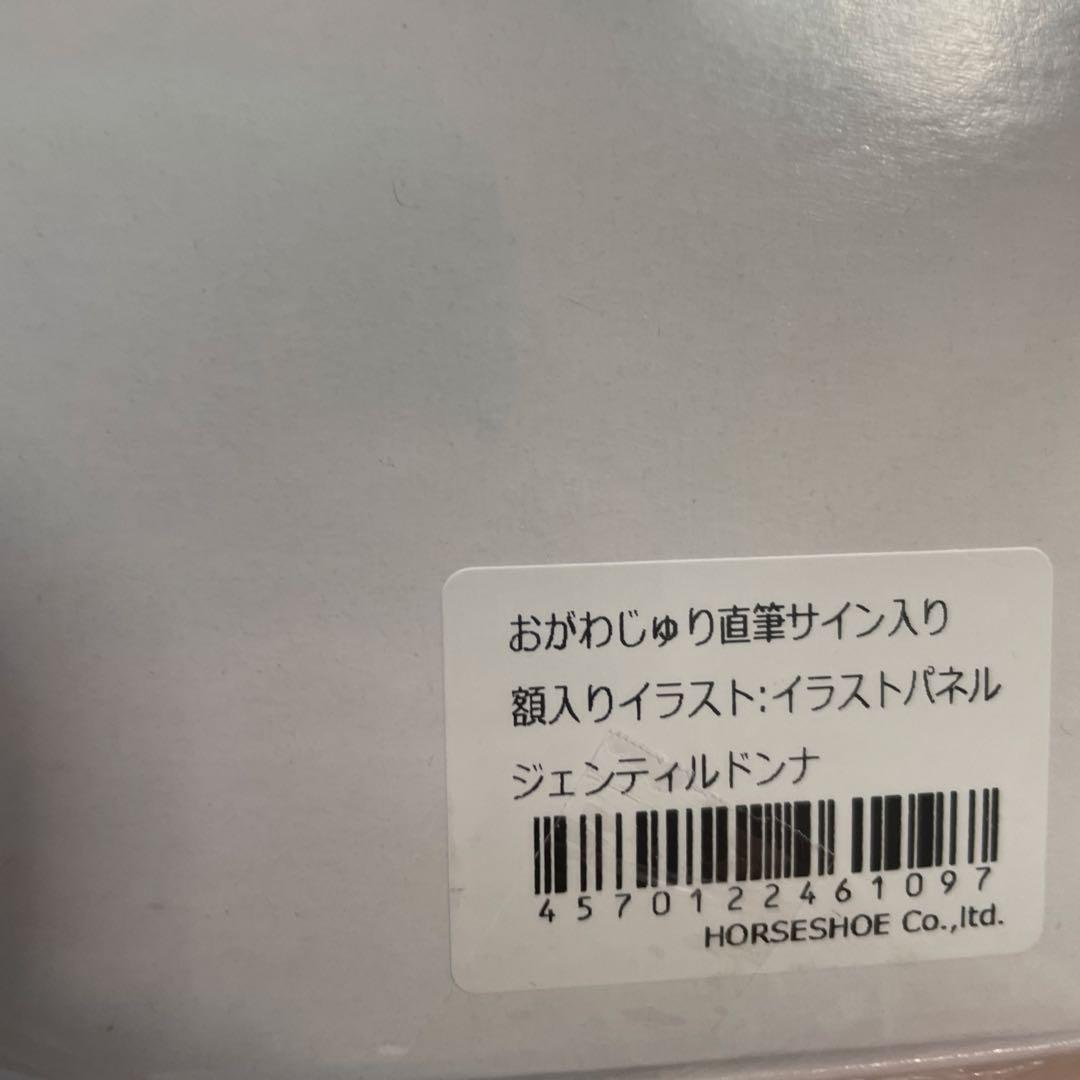 おがわじゅり直筆サイン入り
額入りイラスト:イラストパネル
ジェンティルドンナ
4570122461097
HORSESHOE Co.,ltd.